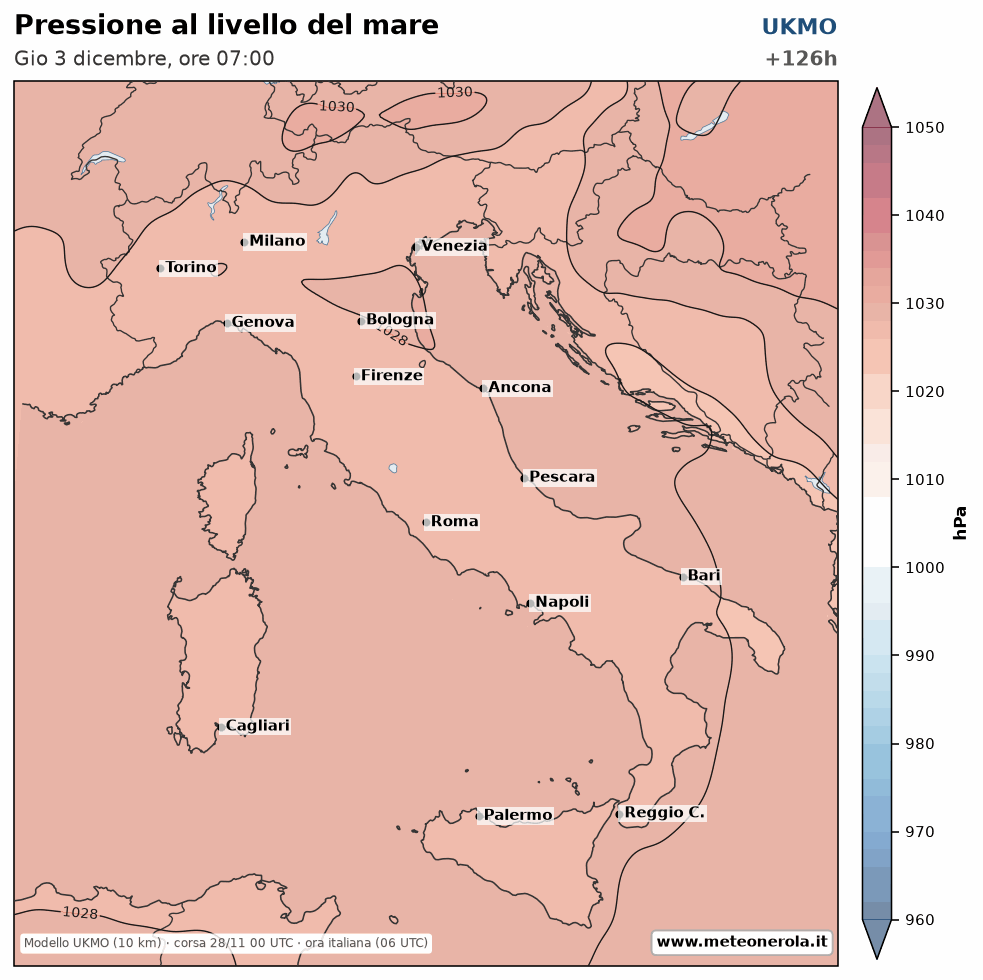 Pressione al livello del mare
UKMO
Gio 3 dicembre, ore 07:00
+126h
1030
1030
Milano
Venezia
Torino
Genova
Bologna
1028
Firenze
Ancona
Pescara
Roma
Bari
Napoli
Cagliari
Palermo
Reggio C.
1028
Modello UKMO (10 km) · corsa 28/11 00 UTC · ora italiana (06 UTC)
www.meteonerola.it
1050
1040
1030
1020
1010
1000
990
980
970
960
hPa